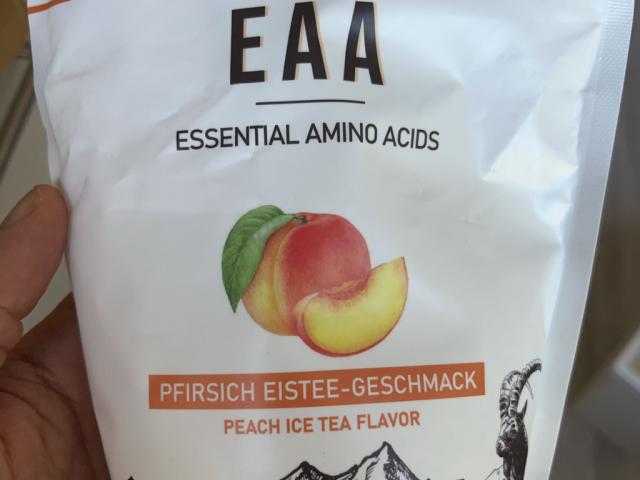 EAA
ESSENTIAL AMINO ACIDS
PFIRSICH EISTEE-GESCHMACK
PEACH ICE TEA FLAVOR